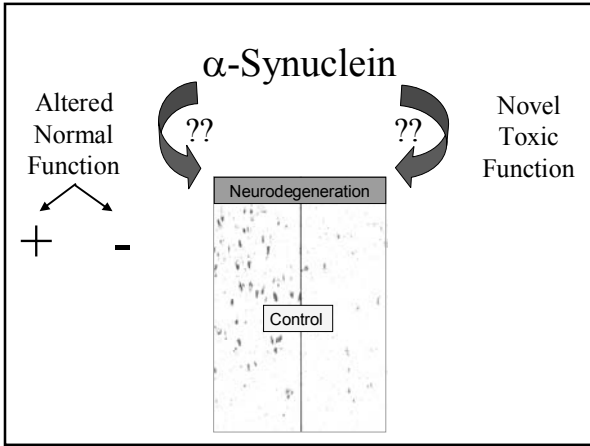 α-Synuclein
Altered
Normal
Function
??
??
Novel
Toxic
Function
+
-
Neurodegeneration
Control